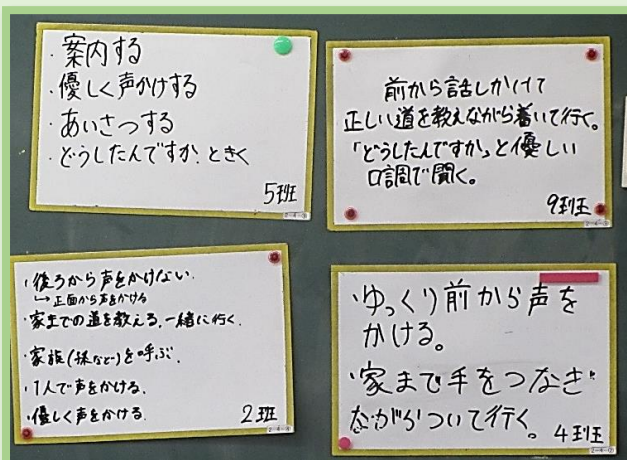 ・案内する
・優しく声かけする
・あいさつする
・どうしたんですか、ときく
5班
前から話しかけて
正しい道を教えながら着いて行く。
「どうしたんですか」と優しい
口調で聞く。
9班
・後ろから声をかけない.
↳正面から声をかける
・家までの道を教える.一緒に行く.
・家族(孫など)を呼ぶ.
・1人で声をかける.
・優しく声をかける.
2班
・ゆっくり前から声を
かける。
・家まで手をつなぎ
ながらついて行く。
4班